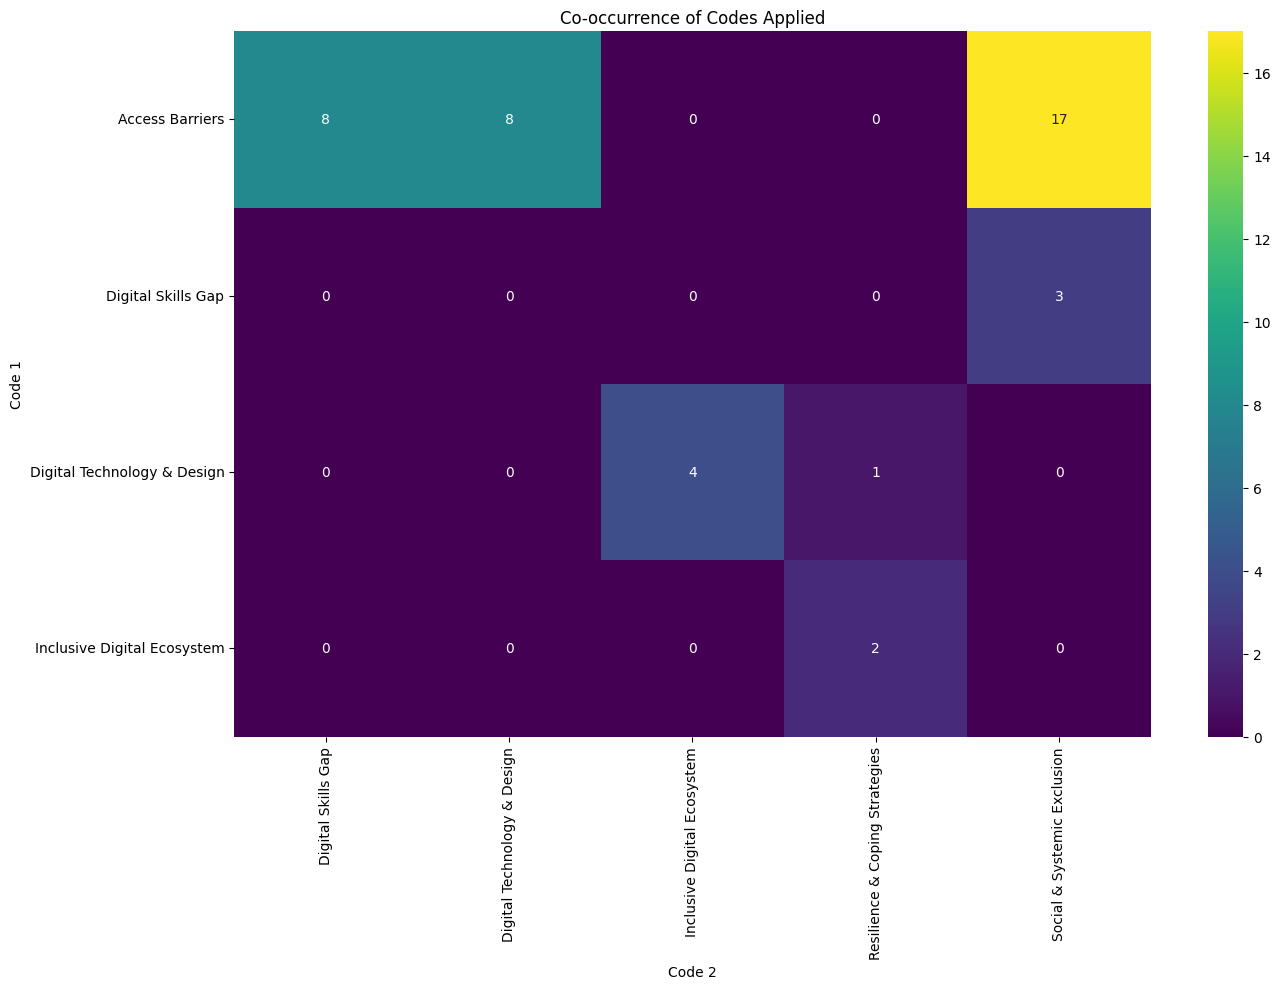 Co-occurrence of Codes Applied
Access Barriers 8 8 0 0 17
Digital Skills Gap 0 0 0 0 3
Digital Technology & Design 0 0 4 1 0
Inclusive Digital Ecosystem 0 0 0 2 0
Code 1
Digital Skills Gap
Digital Technology & Design
Inclusive Digital Ecosystem
Resilience & Coping Strategies
Social & Systemic Exclusion
Code 2
16
14
12
10
8
6
4
2
0